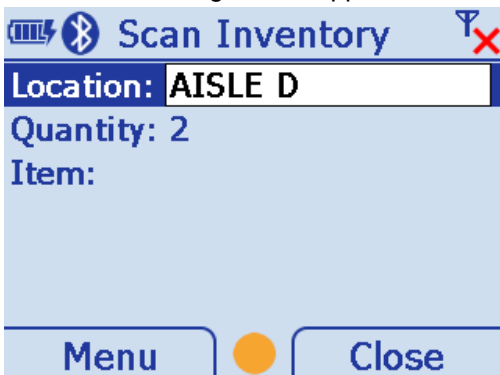 Scan Inventory
Location: AISLE D
Quantity: 2
Item:
Menu Close